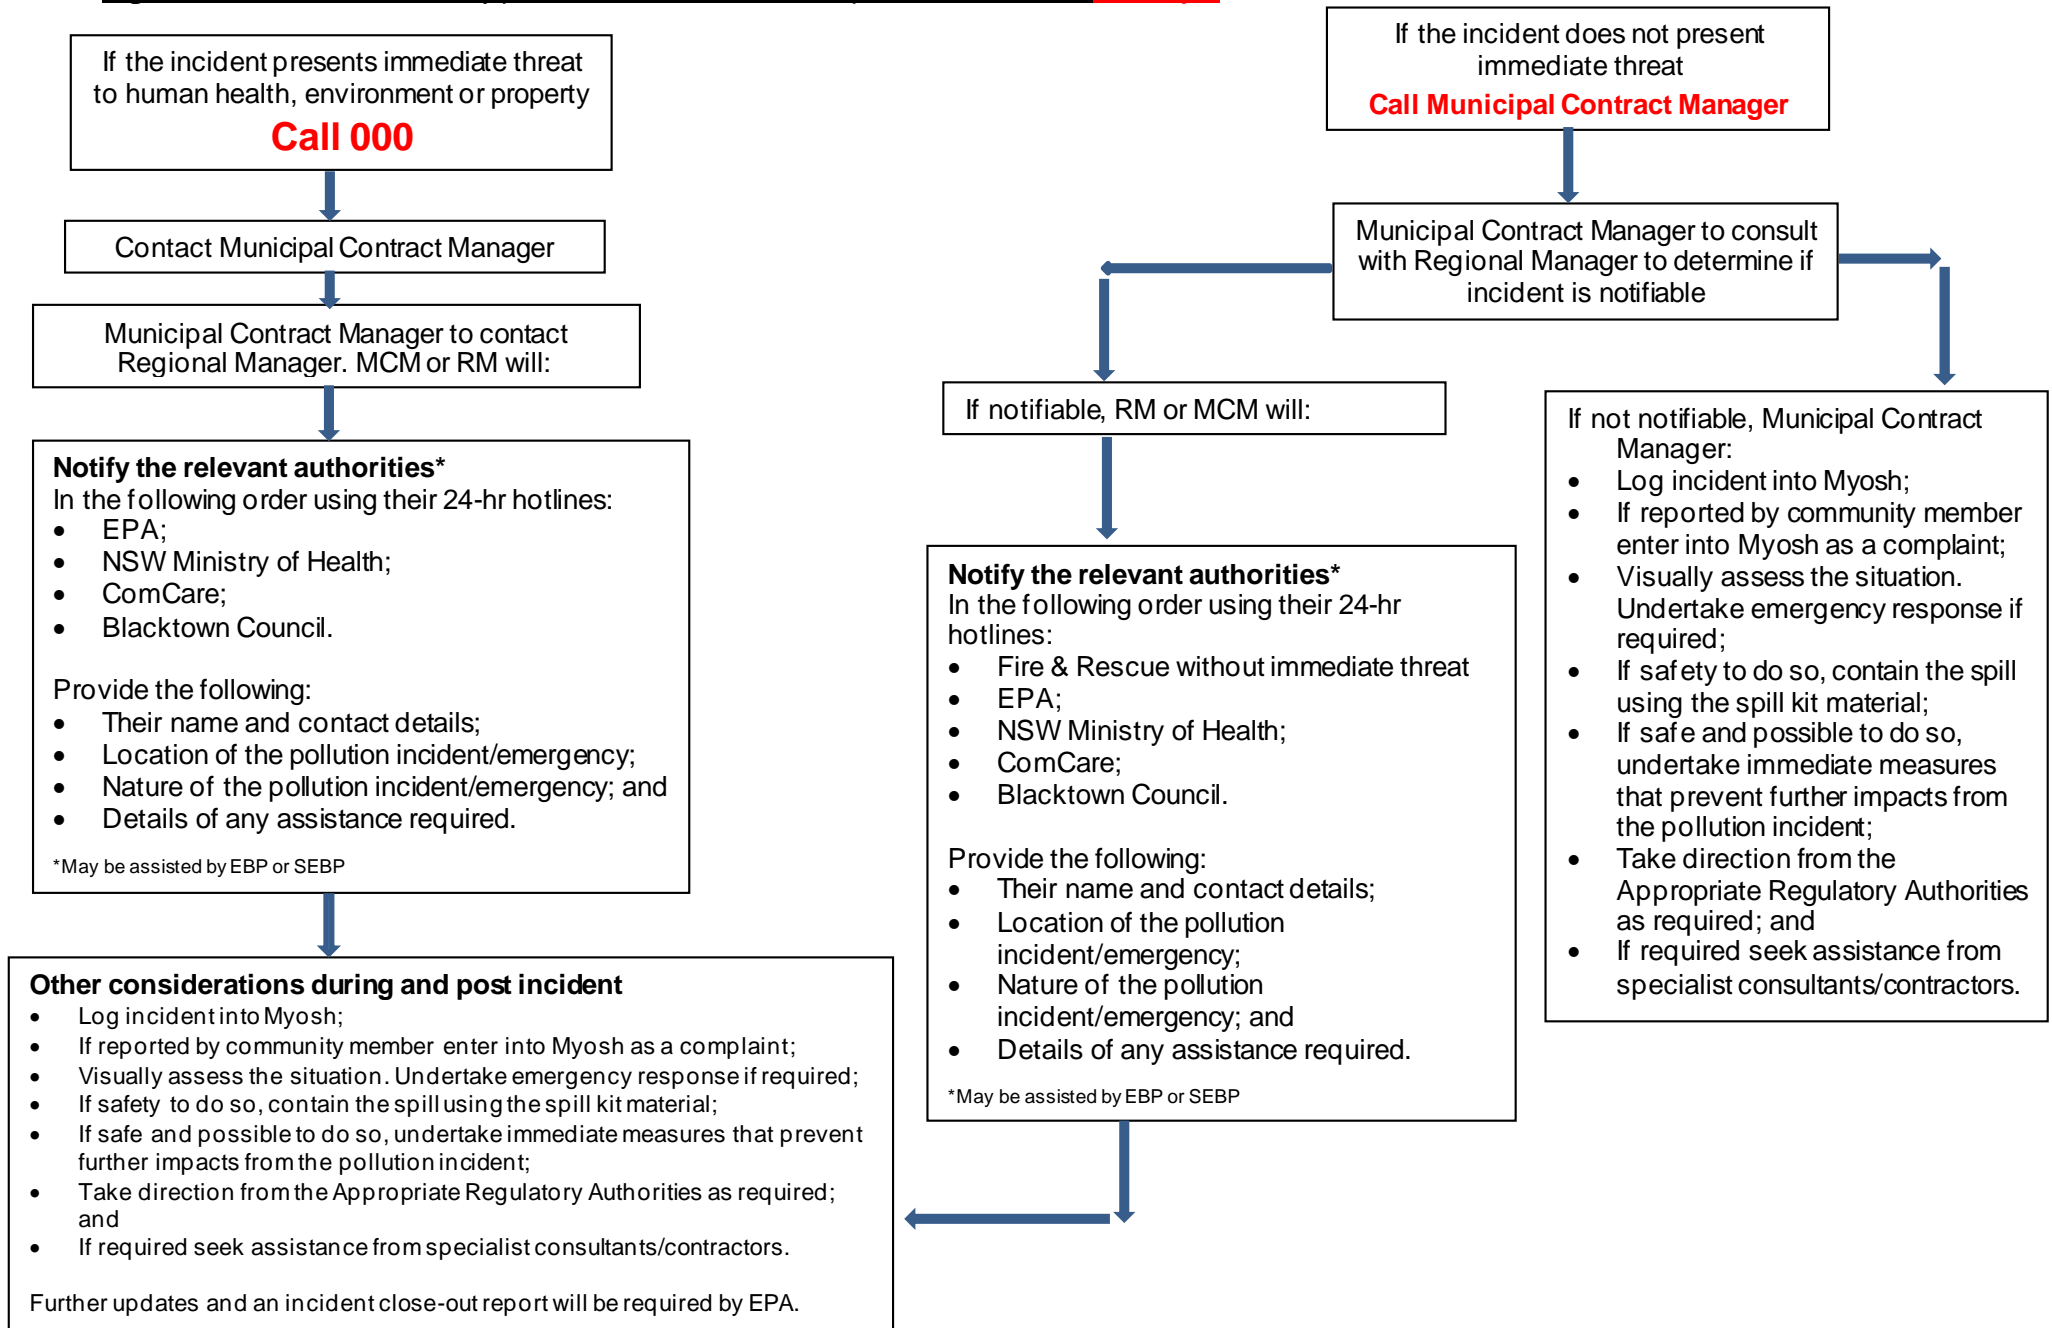 If the incident presents immediate threat
to human health, environment or property
Call 000
Contact Municipal Contract Manager
Municipal Contract Manager to contact
Regional Manager. MCM or RM will:
Notify the relevant authorities*
In the following order using their 24-hr hotlines:
• EPA;
• NSW Ministry of Health;
• ComCare;
• Blacktown Council.
Provide the following:
• Their name and contact details;
• Location of the pollution incident/emergency;
• Nature of the pollution incident/emergency; and
• Details of any assistance required.
*May be assisted by EBP or SEBP
Other considerations during and post incident
• Log incident into Myosh;
• If reported by community member enter into Myosh as a complaint;
• Visually assess the situation. Undertake emergency response if required;
• If safety to do so, contain the spill using the spill kit material;
• If safe and possible to do so, undertake immediate measures that prevent
further impacts from the pollution incident;
• Take direction from the Appropriate Regulatory Authorities as required;
and
• If required seek assistance from specialist consultants/contractors.
Further updates and an incident close-out report will be required by EPA.
If the incident does not present
immediate threat
Call Municipal Contract Manager
Municipal Contract Manager to consult
with Regional Manager to determine if
incident is notifiable
If notifiable, RM or MCM will:
Notify the relevant authorities*
In the following order using their 24-hr
hotlines:
• Fire & Rescue without immediate threat
• EPA;
• NSW Ministry of Health;
• ComCare;
• Blacktown Council.
Provide the following:
• Their name and contact details;
• Location of the pollution
incident/emergency;
• Nature of the pollution
incident/emergency; and
• Details of any assistance required.
*May be assisted by EBP or SEBP
If not notifiable, Municipal Contract
Manager:
• Log incident into Myosh;
• If reported by community member
enter into Myosh as a complaint;
• Visually assess the situation.
Undertake emergency response if
required;
• If safety to do so, contain the spill
using the spill kit material;
• If safe and possible to do so,
undertake immediate measures
that prevent further impacts from
the pollution incident;
• Take direction from the
Appropriate Regulatory Authorities
as required; and
• If required seek assistance from
specialist consultants/contractors.